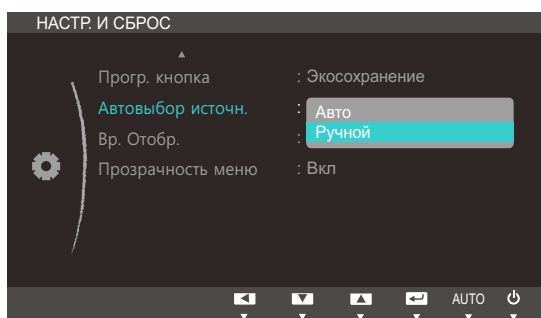 НАСТР. И СБРОС
Прогр. кнопка : Экосохранение
Автовыбор источн. : Авто
Ручной
Вр. Отобр. :
Прозрачность меню : Вкл
AUTO